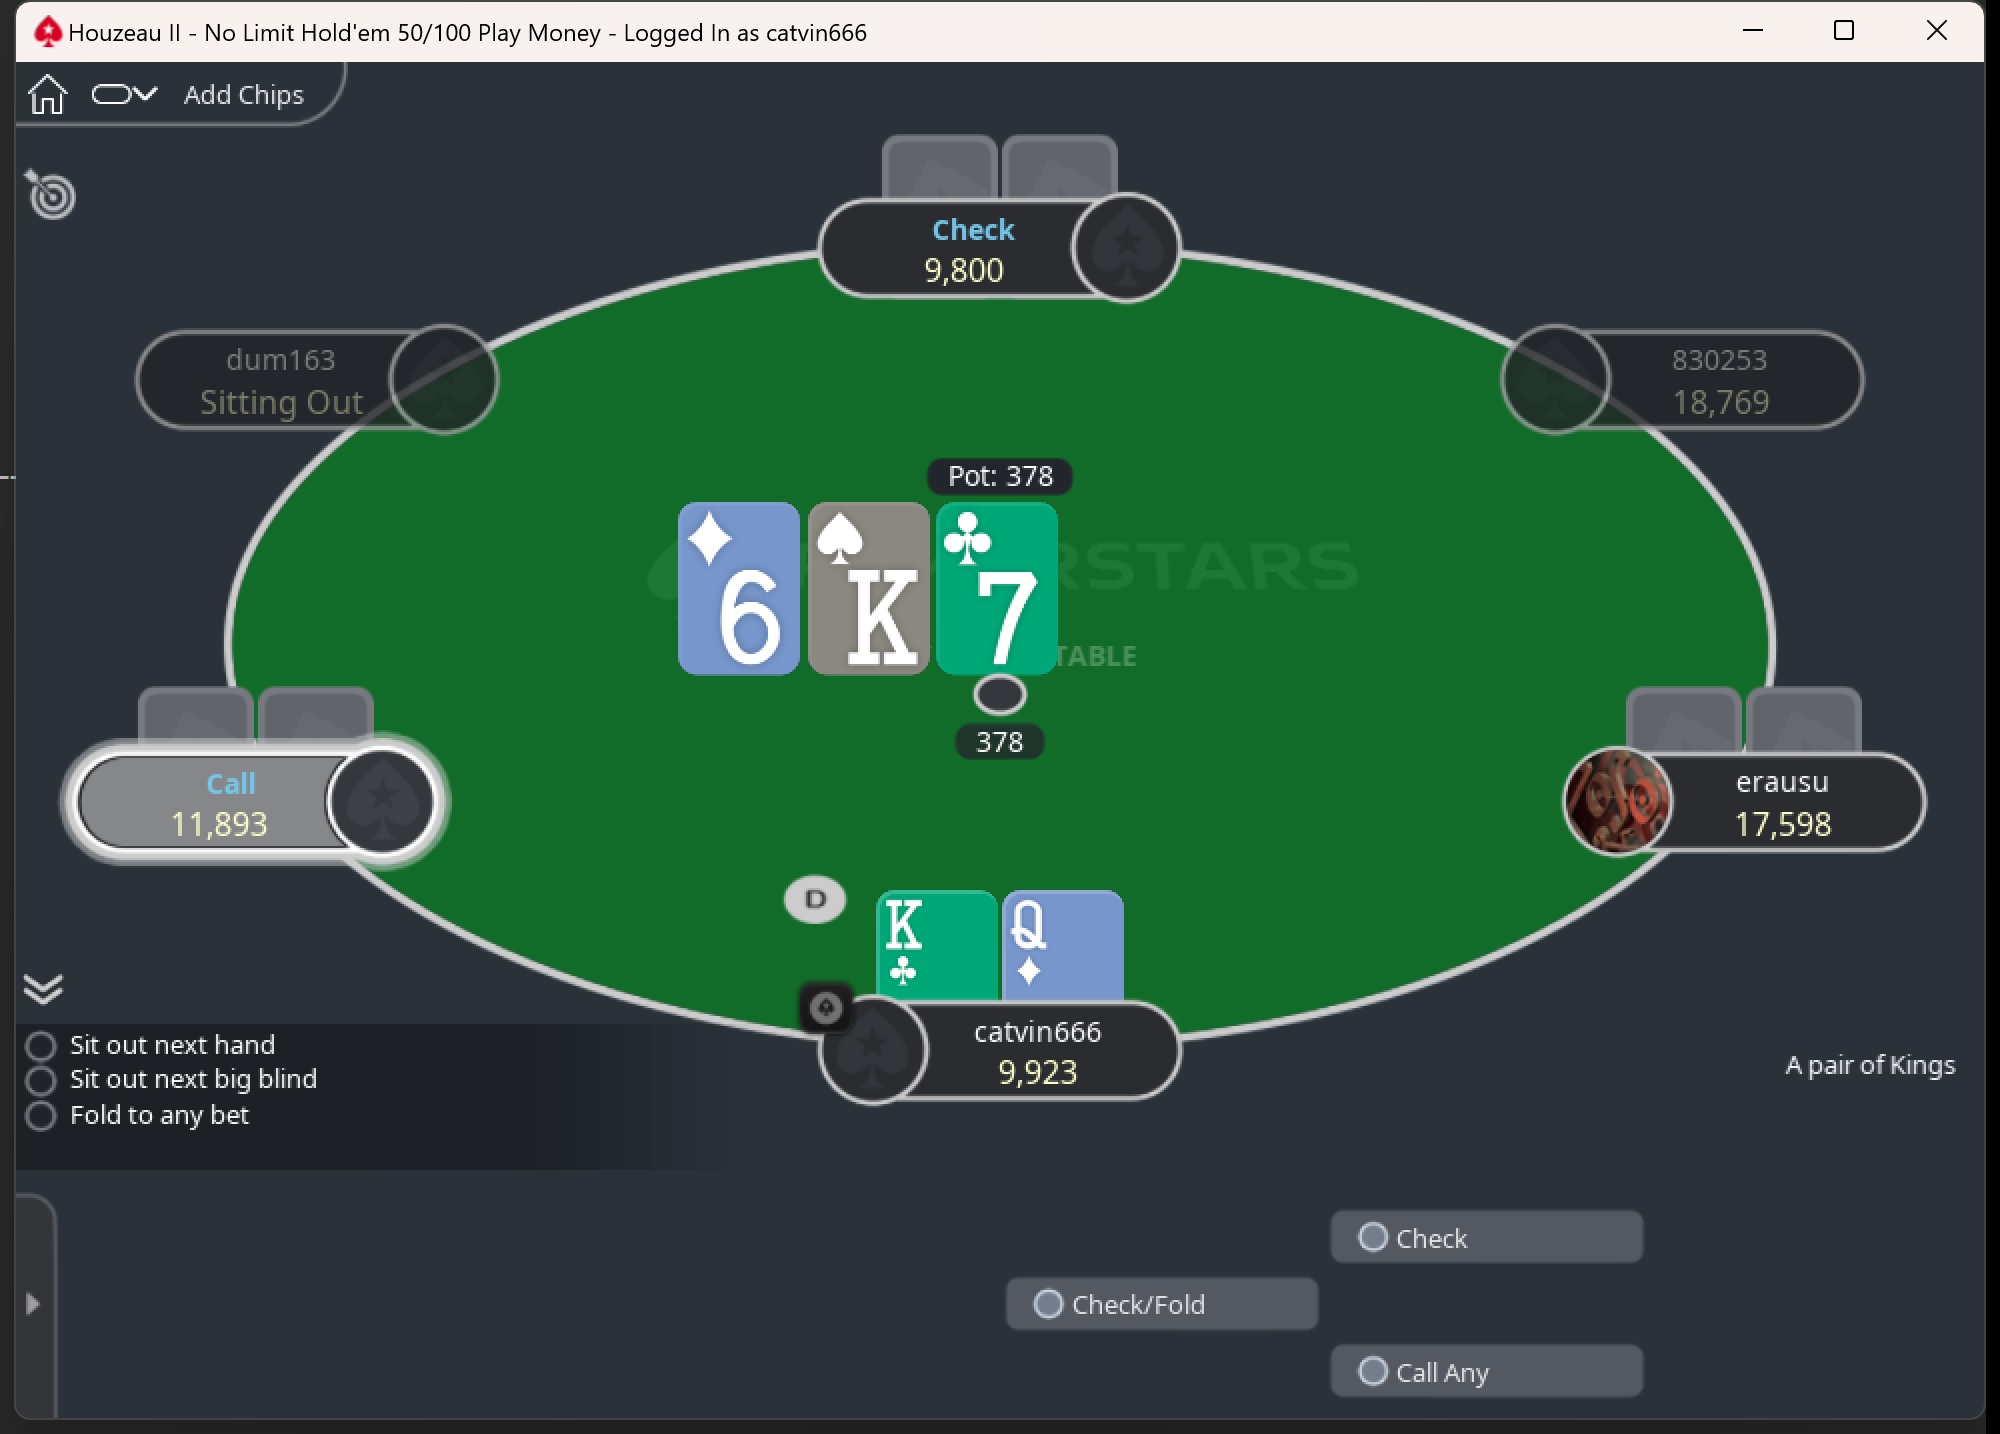 Houzeau II - No Limit Hold'em 50/100 Play Money - Logged In as catvin666
Add Chips
Check
9,800
dum163
Sitting Out
830253
18,769
Pot: 378
6 K 7
RSTARS
TABLE
378
Call
11,893
erausu
17,598
D
K Q
catvin666
9,923
Sit out next hand
Sit out next big blind
Fold to any bet
A pair of Kings
Check
Check/Fold
Call Any